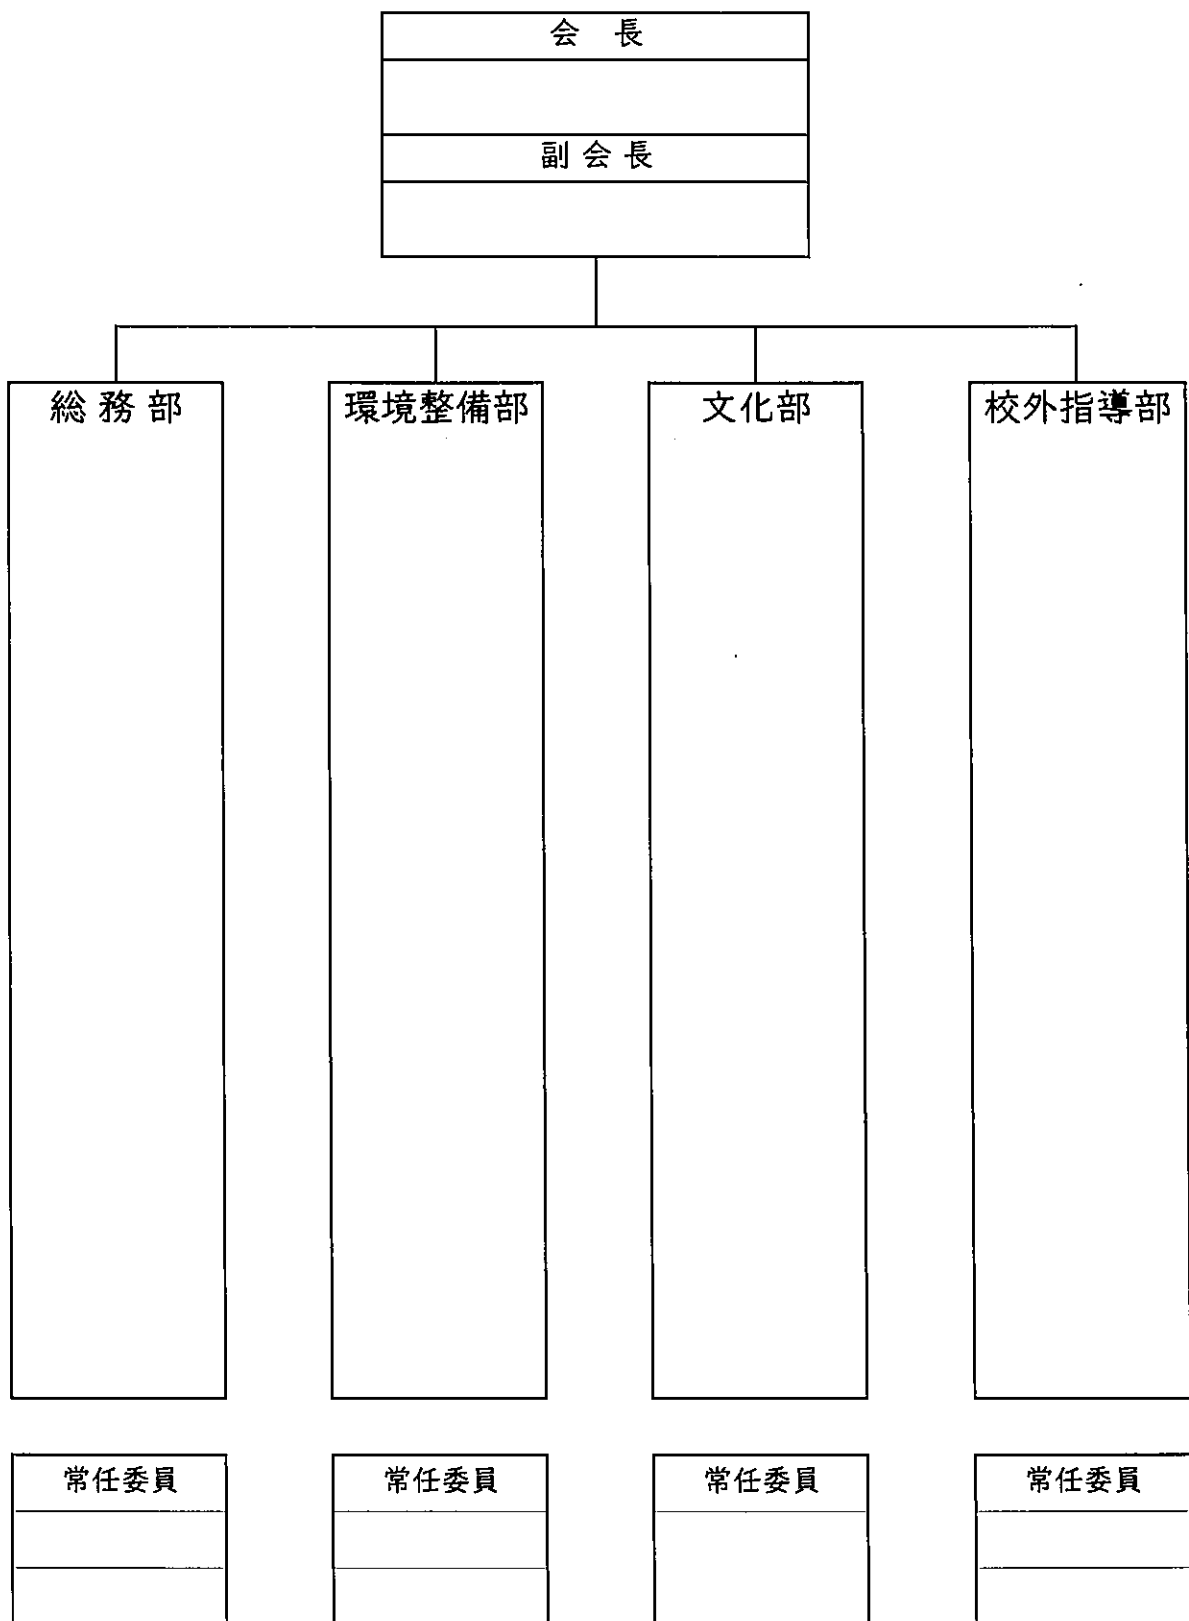 会 長
副 会 長
総 務 部
環境整備部
文化部
校外指導部
常任委員
常任委員
常任委員
常任委員